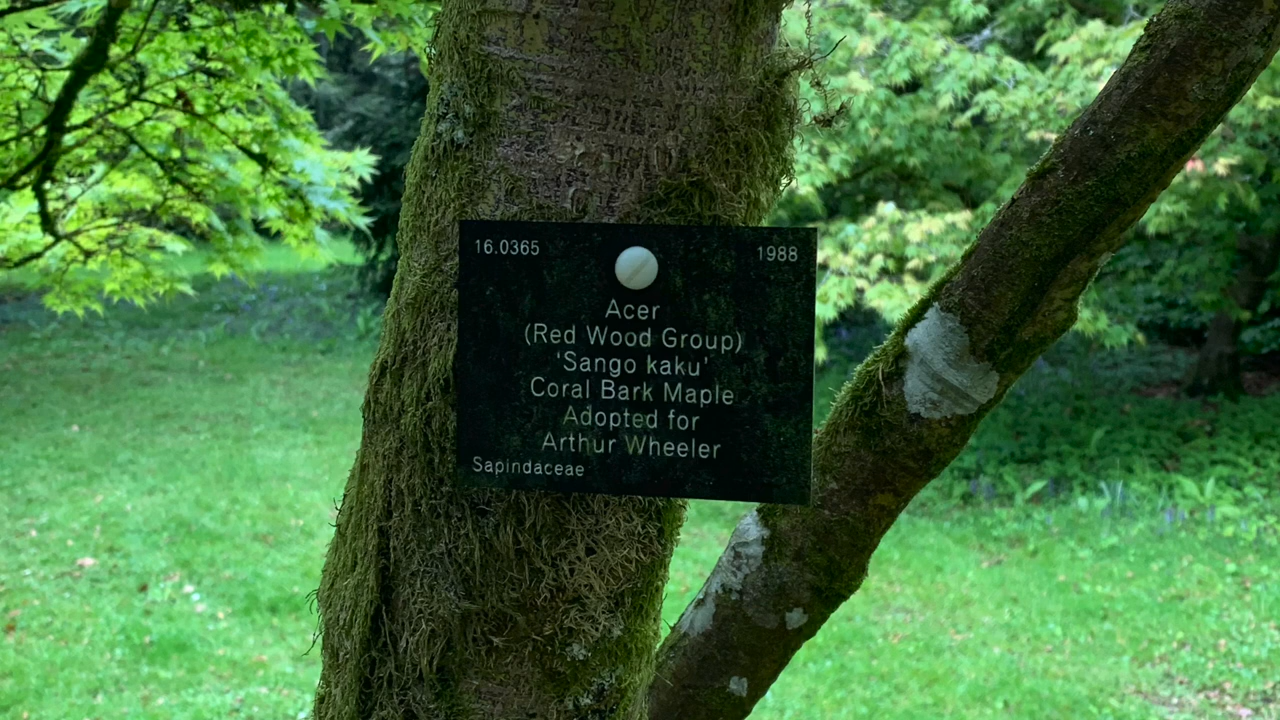 16.0365 1988
Acer
(Red Wood Group)
‘Sango kaku’
Coral Bark Maple
Adopted for
Arthur Wheeler
Sapindaceae